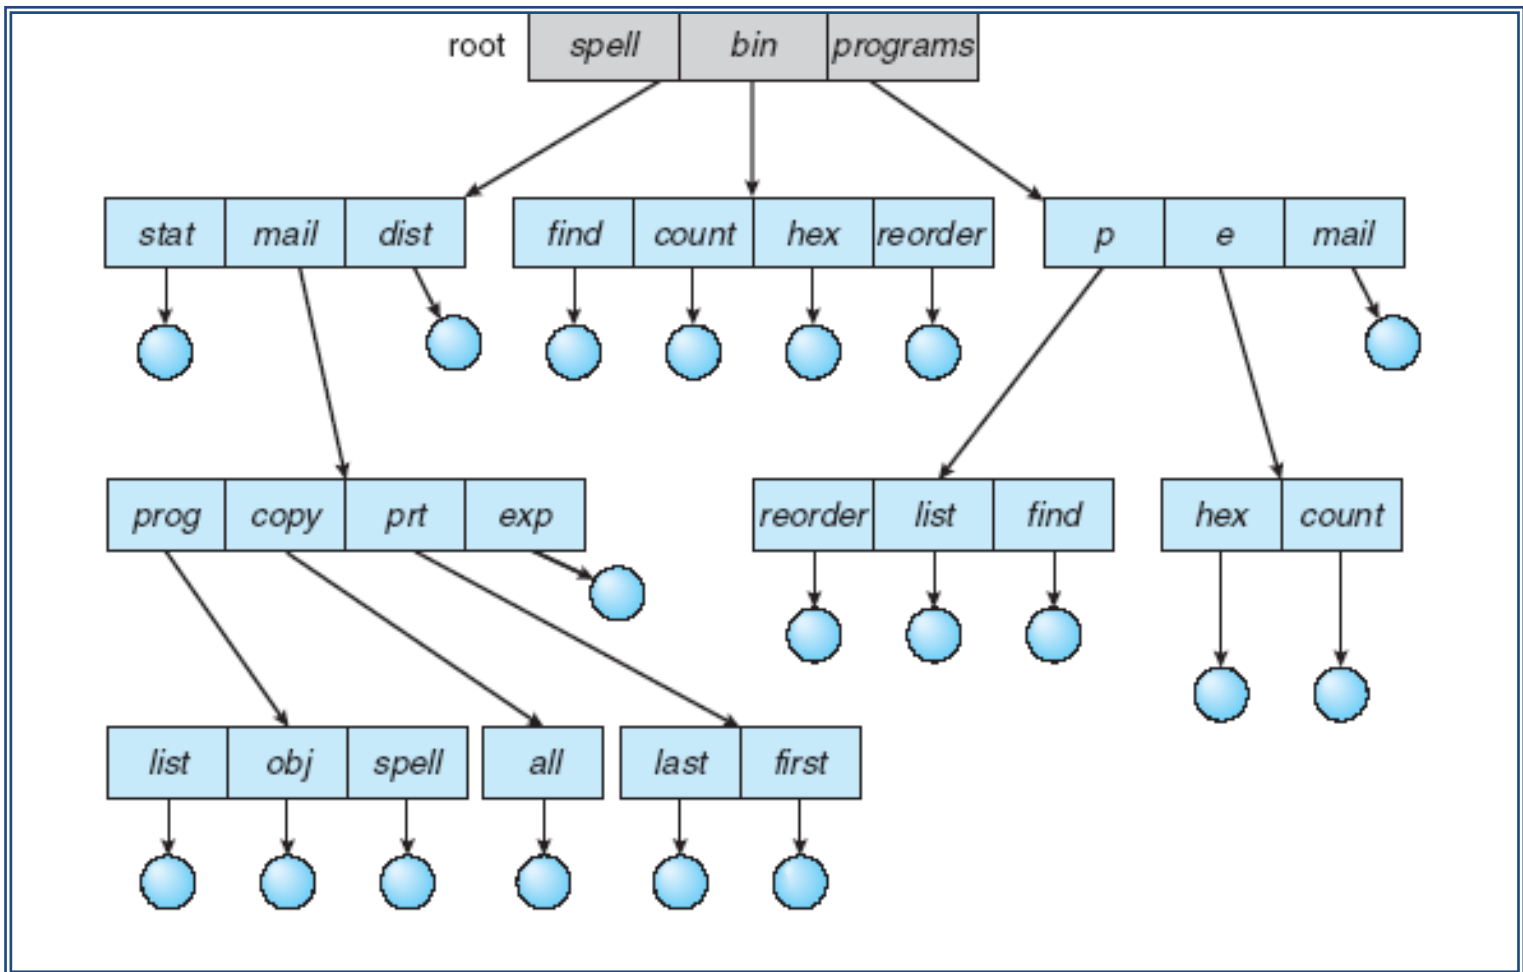 root spell bin programs
stat mail dist find count hex reorder p e mail
prog copy prt exp reorder list find hex count
list obj spell all last first